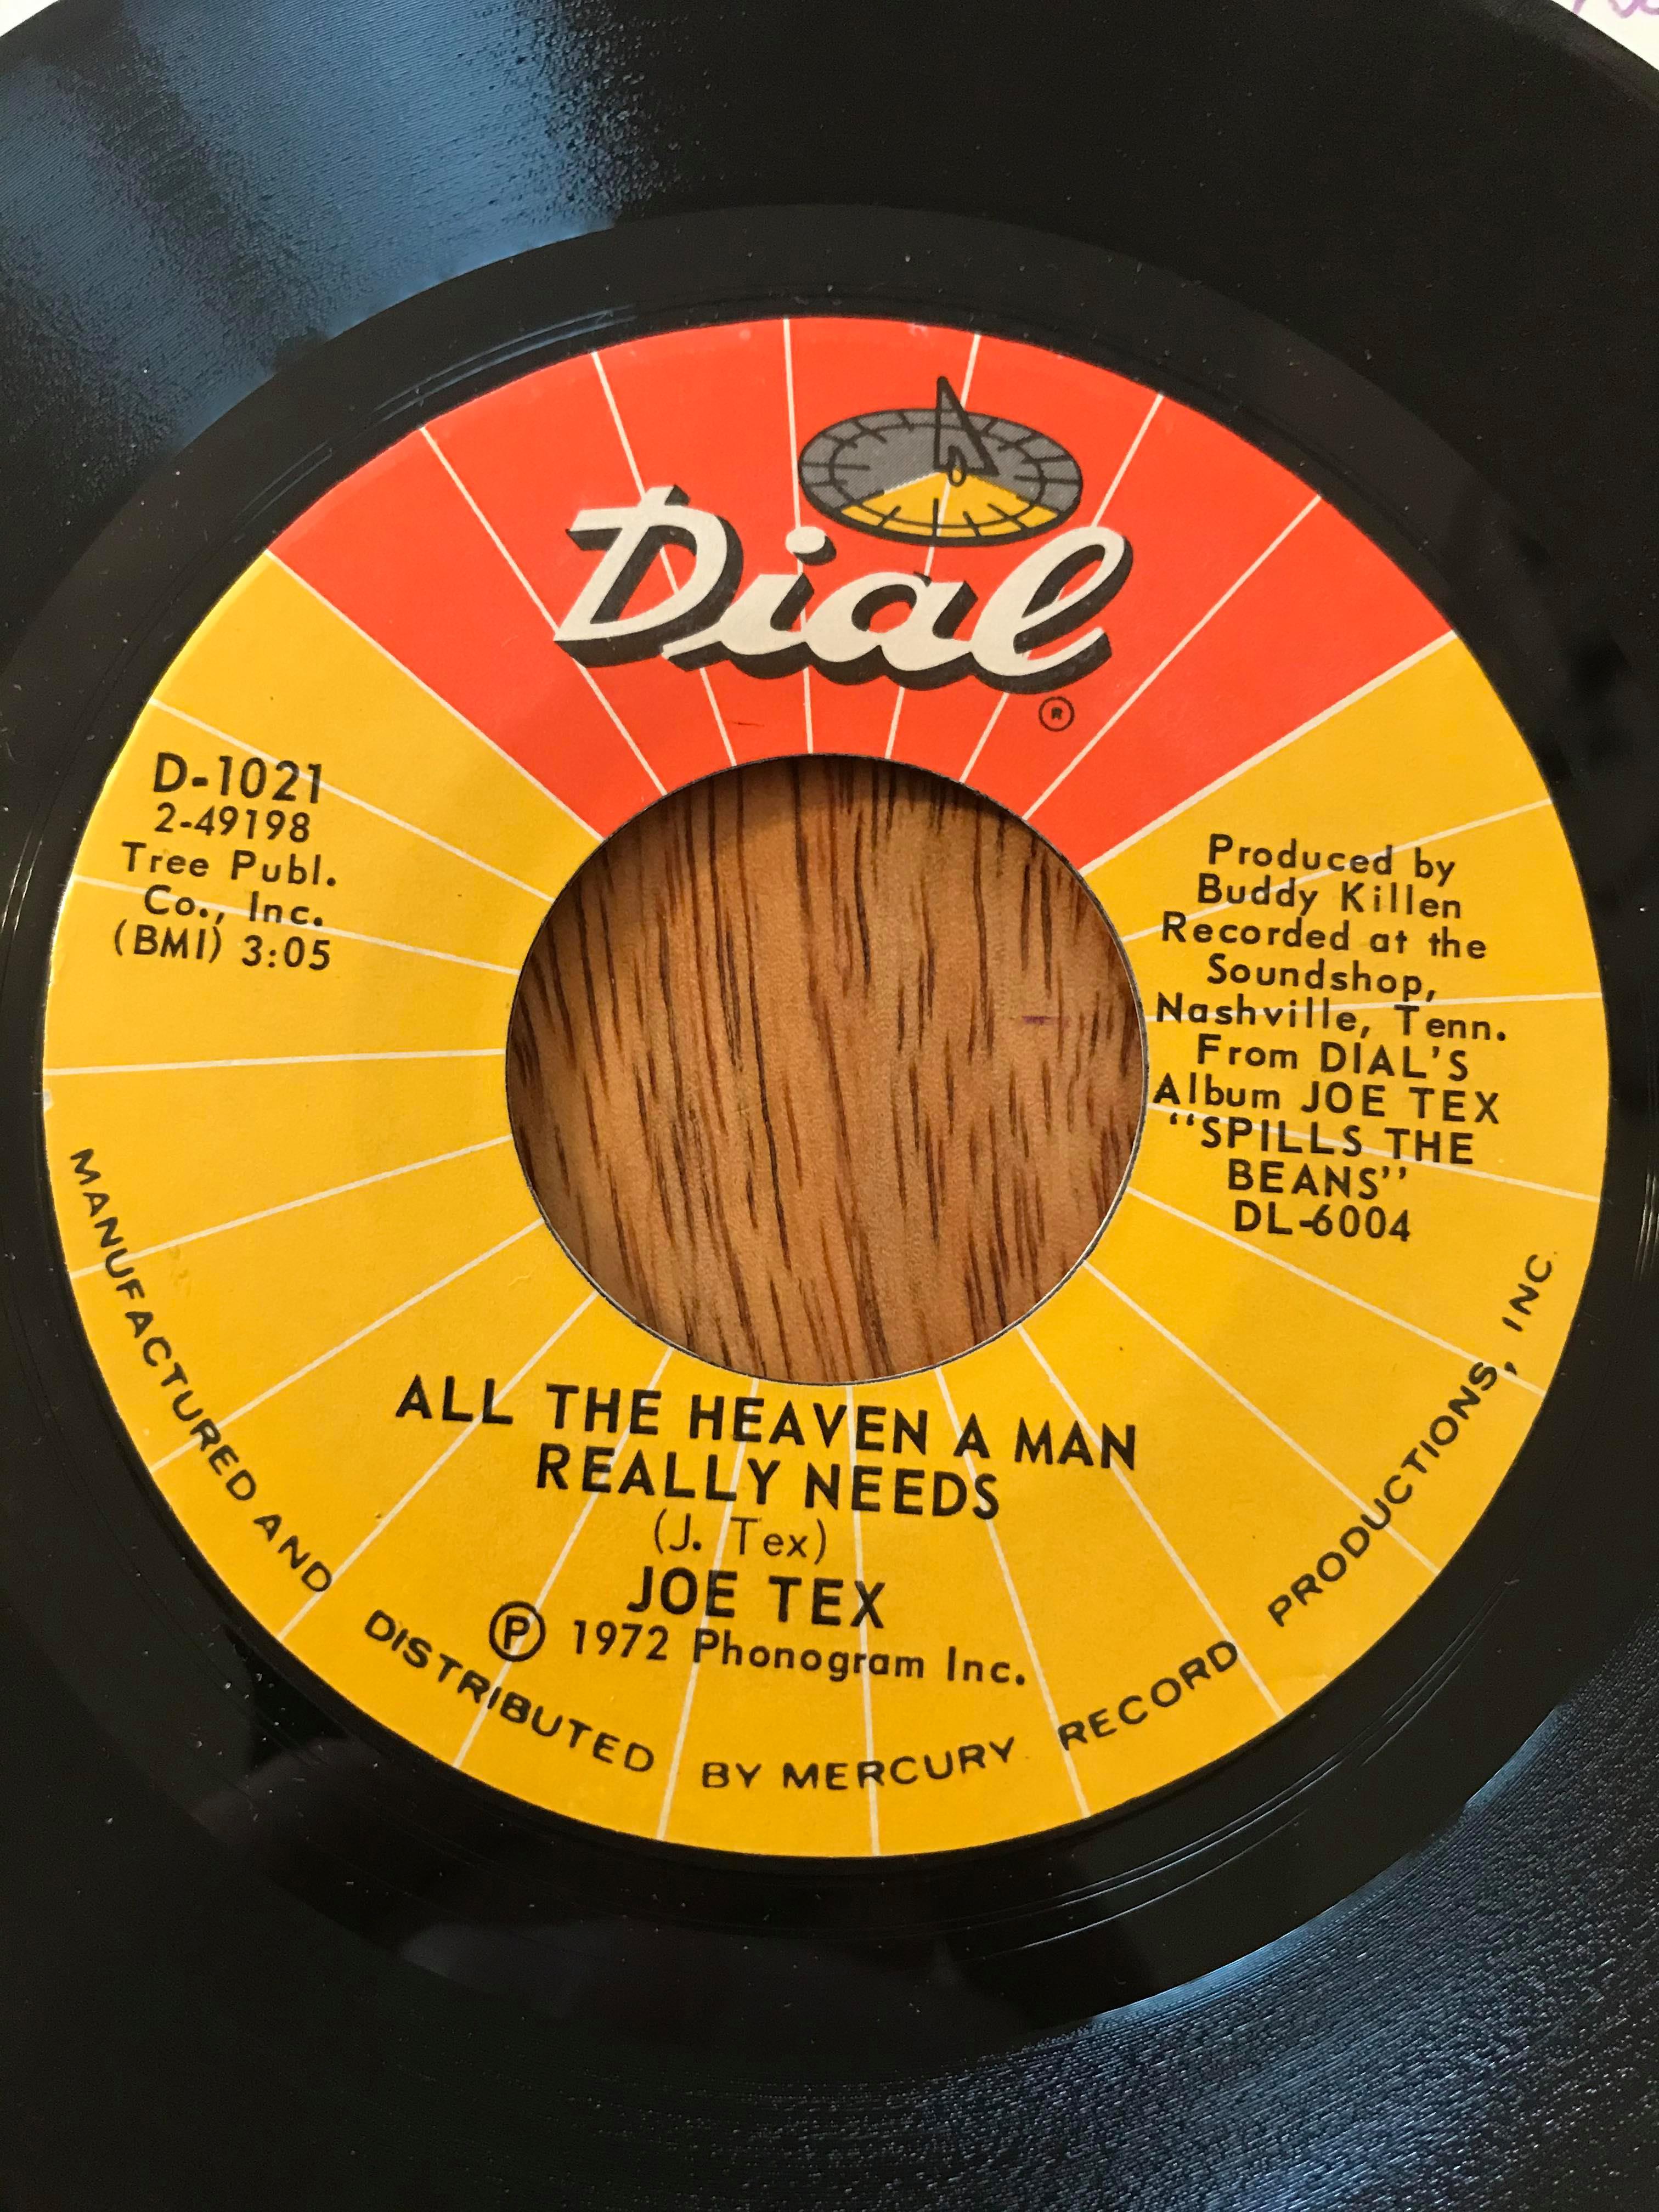 Dial
®
D-1021
2-49198
Tree Publ.
Co., Inc.
(BMI) 3:05
Produced by
Buddy Killen
Recorded at the
Soundshop,
Nashville, Tenn.
From DIAL'S
Album JOE TEX
"SPILLS THE
BEANS"
DL-6004
ALL THE HEAVEN A MAN
REALLY NEEDS
(J. Tex)
JOE TEX
℗ 1972 Phonogram Inc.
MANUFACTURED AND DISTRIBUTED BY MERCURY RECORD PRODUCTIONS, INC.